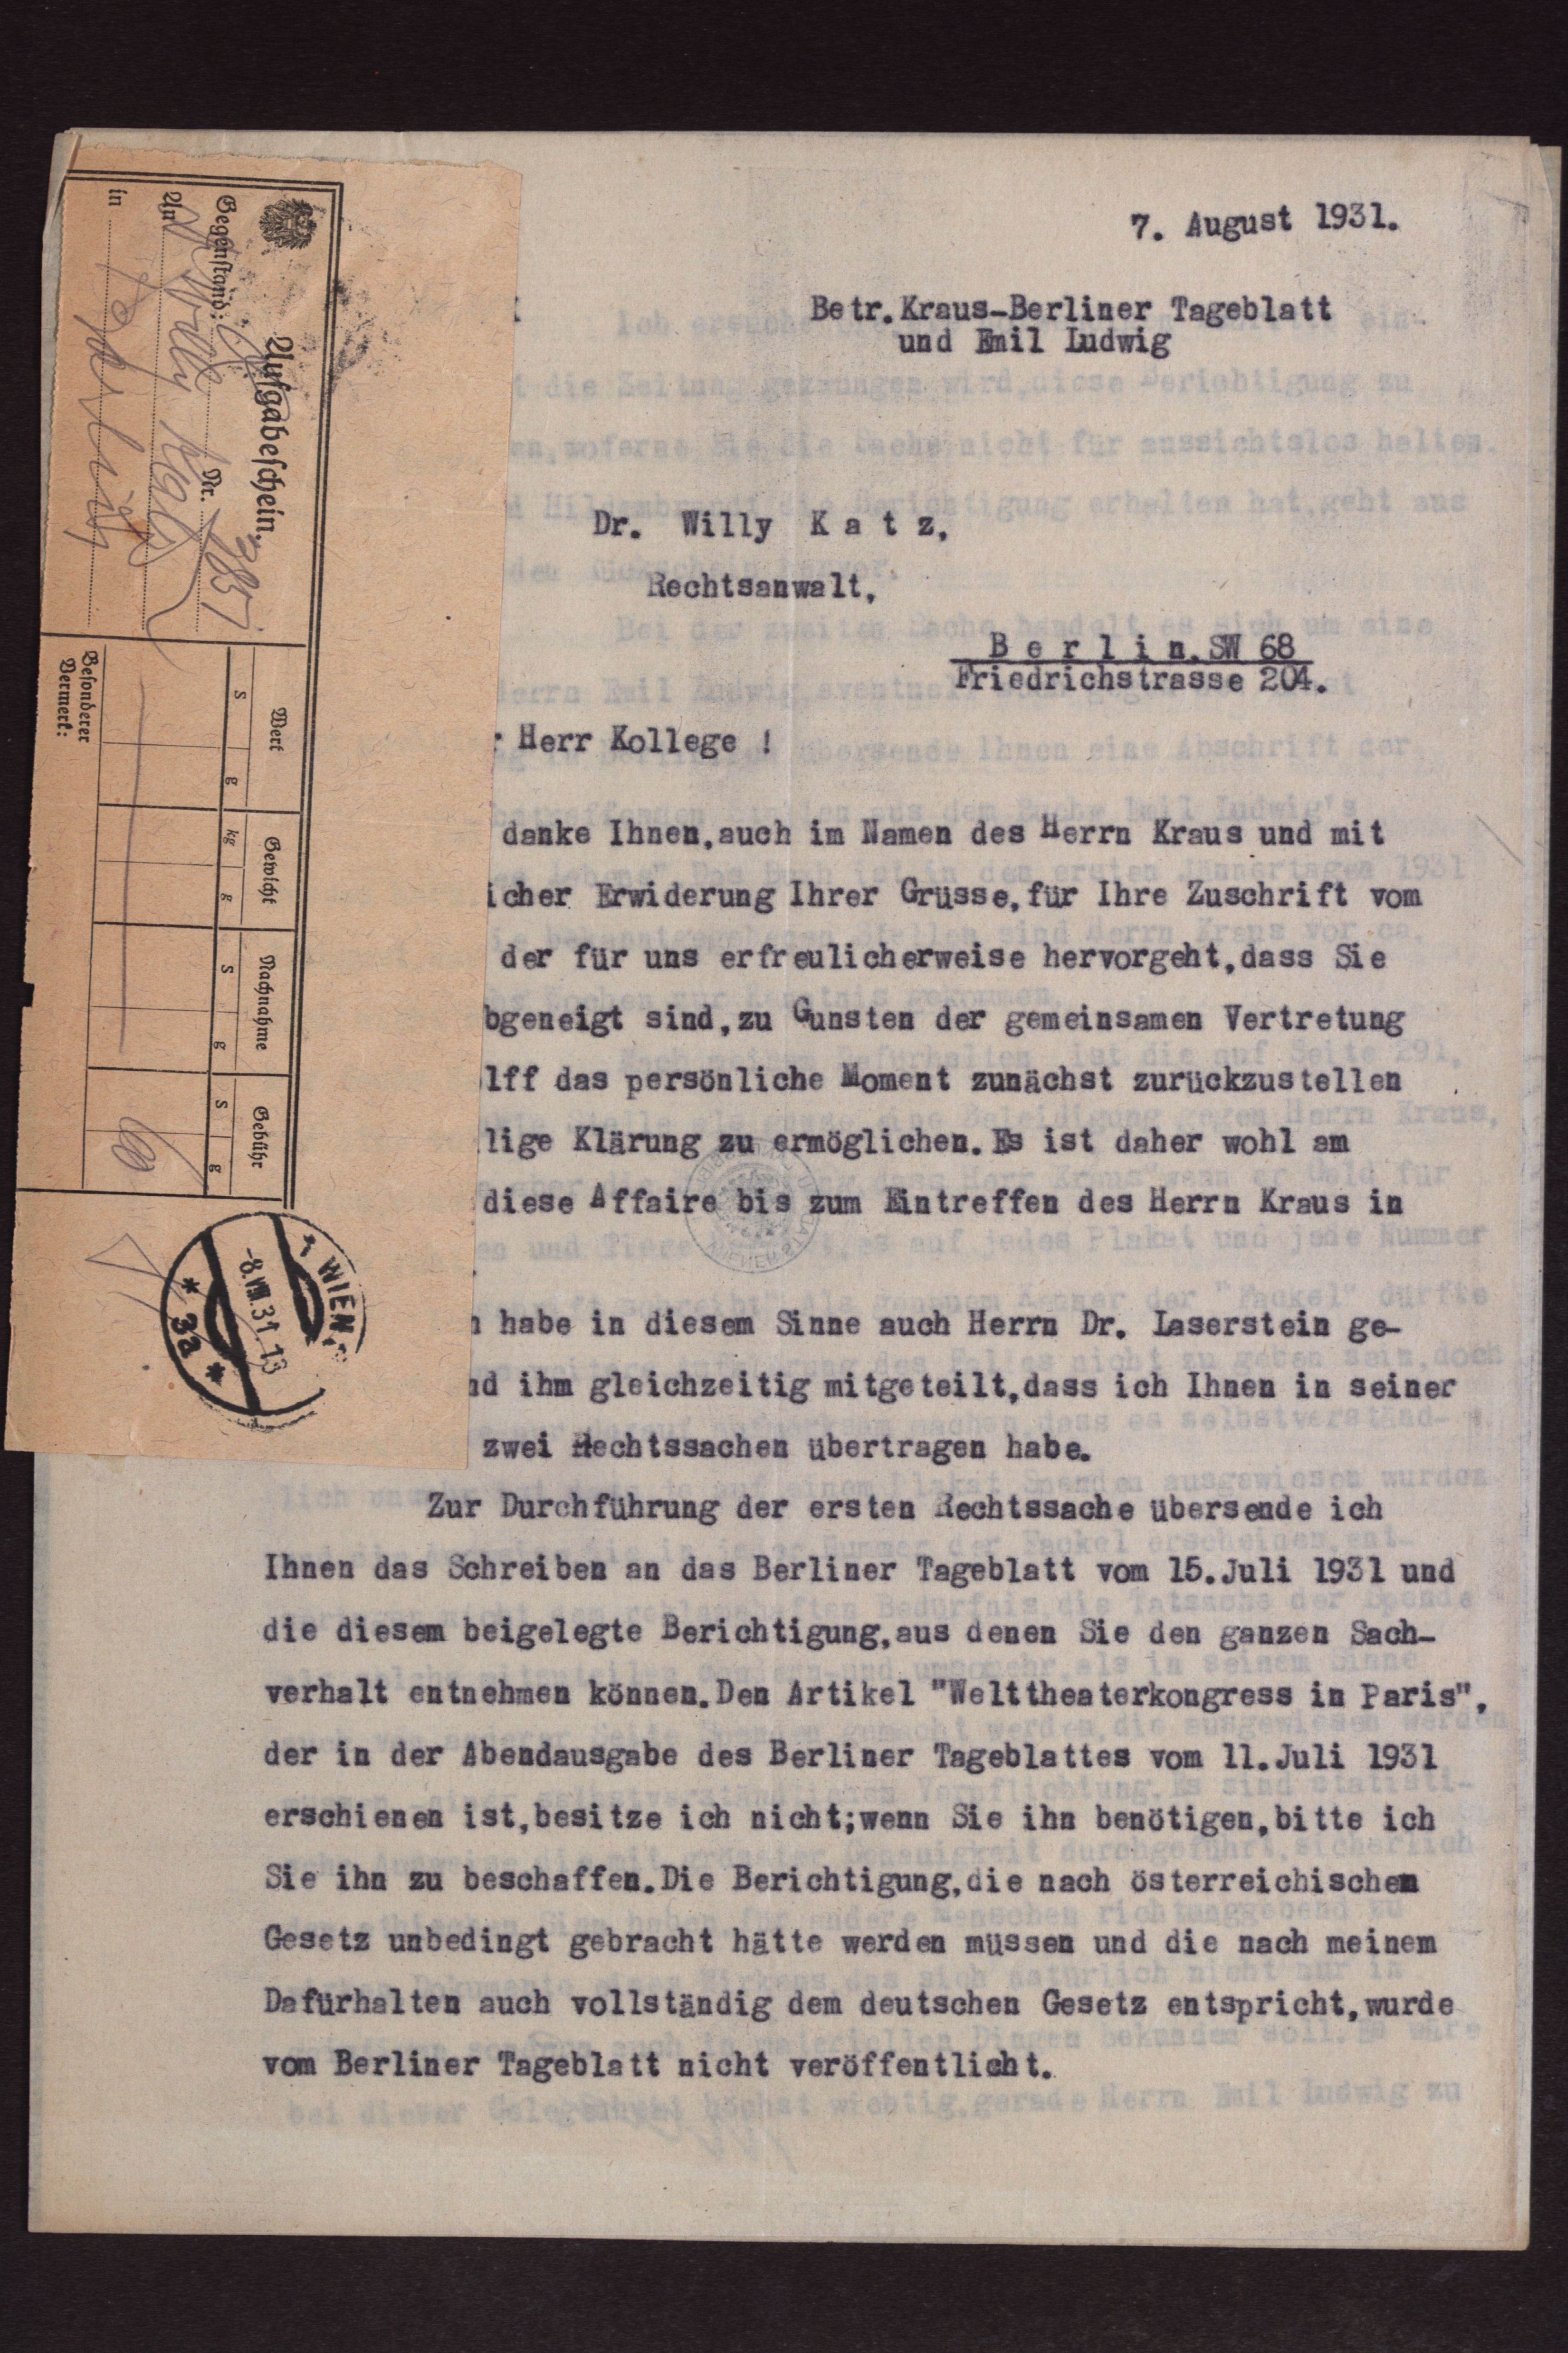 7. August 1931.
Betr. Kraus-Berliner Tageblatt
und Emil Ludwig
Dr. Willy K a t z,
Rechtsanwalt,
B e r l i n, SW 68
Friedrichstrasse 204.
Herr Kollege !
danke Ihnen, auch im Namen des Herrn Kraus und mit
icher Erwiderung Ihrer Grüsse, für Ihre Zuschrift vom
der für uns erfreulicherweise hervorgeht, dass Sie
bgeneigt sind, zu Gunsten der gemeinsamen Vertretung
lff das persönliche Moment zunächst zurückzustellen
lige Klärung zu ermöglichen. Es ist daher wohl am
diese Affaire bis zum Eintreffen des Herrn Kraus in
habe in diesem Sinne auch Herrn Dr. Laserstein ge-
nd ihm gleichzeitig mitgeteilt, dass ich Ihnen in seiner
zwei Rechtssachen übertragen habe.
Zur Durchführung der ersten Rechtssache übersende ich
Ihnen das Schreiben an das Berliner Tageblatt vom 15. Juli 1931 und
die diesem beigelegte Berichtigung, aus denen Sie den ganzen Sach-
verhalt entnehmen können. Den Artikel "Welttheaterkongress in Paris",
der in der Abendausgabe des Berliner Tageblattes vom 11. Juli 1931
erschienen ist, besitze ich nicht; wenn Sie ihn benötigen, bitte ich
Sie ihn zu beschaffen. Die Berichtigung, die nach österreichischen
Gesetz unbedingt gebracht hätte werden müssen und die nach meinem
Dafürhalten auch vollständig dem deutschen Gesetz entspricht, wurde
vom Berliner Tageblatt nicht veröffentlicht.
Aufgabeschein.
Gegenstand:
Nr.
An Willy Katz
in Berlin
Wert
Gewicht
Nachnahme
Gebühr
S g kg g S g S g
60
Besonderer
Vermerk:
1 WIEN 1
-8.VIII.31 - 13
* 3a *